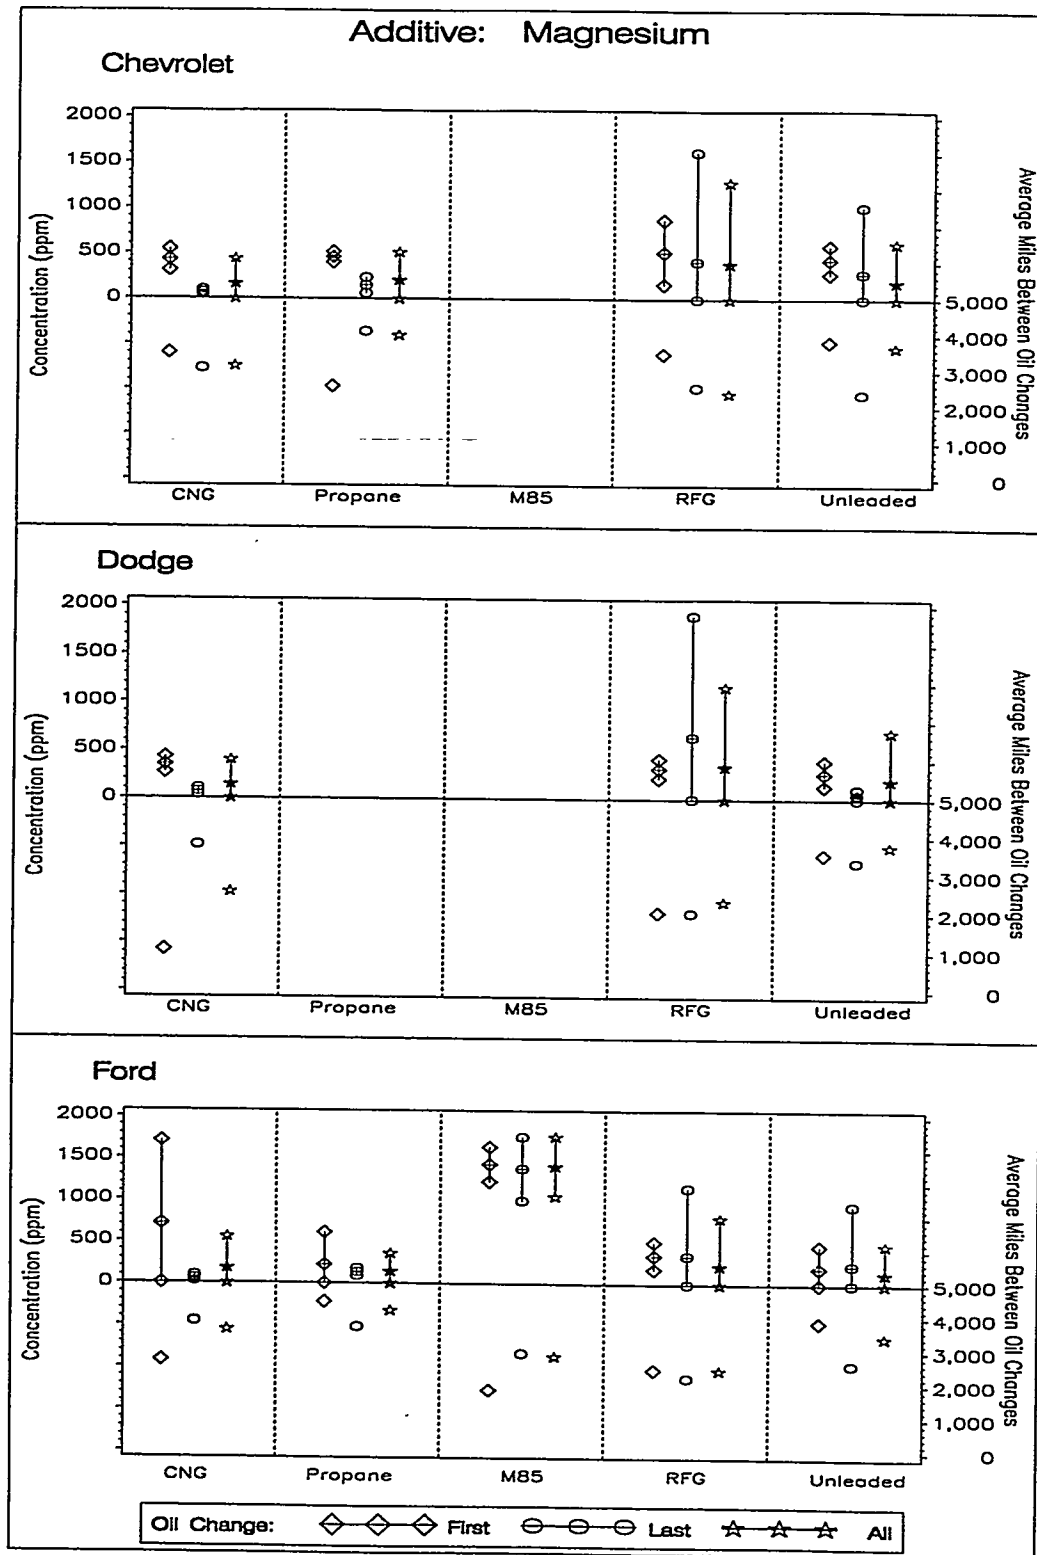 Additive: Magnesium
Chevrolet
2000
1500
1000
500
0
Concentration (ppm)
5,000
4,000
3,000
2,000
1,000
0
Average Miles Between Oil Changes
CNG Propane M85 RFG Unleaded
Dodge
2000
1500
1000
500
0
Concentration (ppm)
5,000
4,000
3,000
2,000
1,000
0
Average Miles Between Oil Changes
CNG Propane M85 RFG Unleaded
Ford
2000
1500
1000
500
0
Concentration (ppm)
5,000
4,000
3,000
2,000
1,000
0
Average Miles Between Oil Changes
CNG Propane M85 RFG Unleaded
Oil Change: First Last All